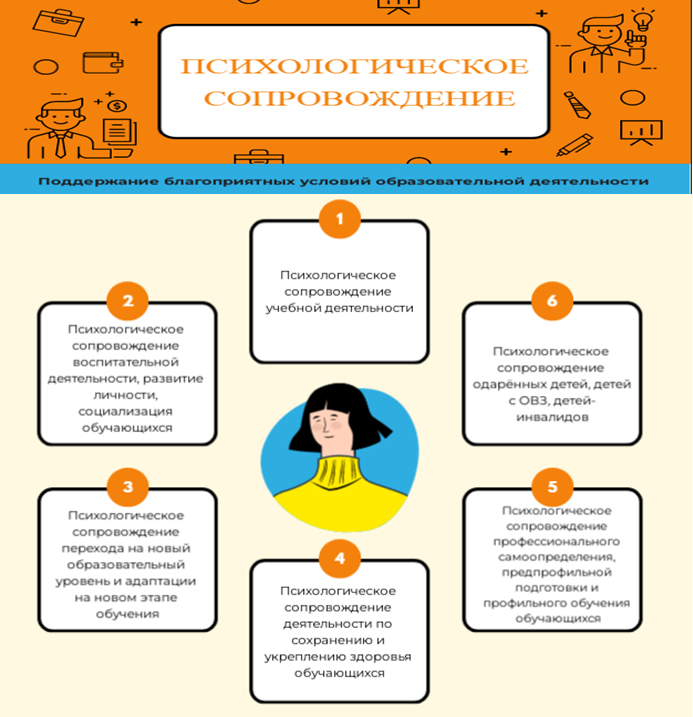 ПСИХОЛОГИЧЕСКОЕ
СОПРОВОЖДЕНИЕ
Поддержание благоприятных условий образовательной деятельности
1
Психологическое
сопровождение
учебной деятельности
2
Психологическое
сопровождение
воспитательной
деятельности, развитие
личности,
социализация
обучающихся
3
Психологическое
сопровождение
перехода на новый
образовательный
уровень и адаптации
на новом этапе
обучения
4
Психологическое
сопровождение
деятельности по
сохранению и
укреплению здоровья
обучающихся
5
Психологическое
сопровождение
профессионального
самоопределения,
предпрофильной
подготовки и
профильного обучения
обучающихся
6
Психологическое
сопровождение
одарённых детей, детей
с ОВЗ, детей-
инвалидов